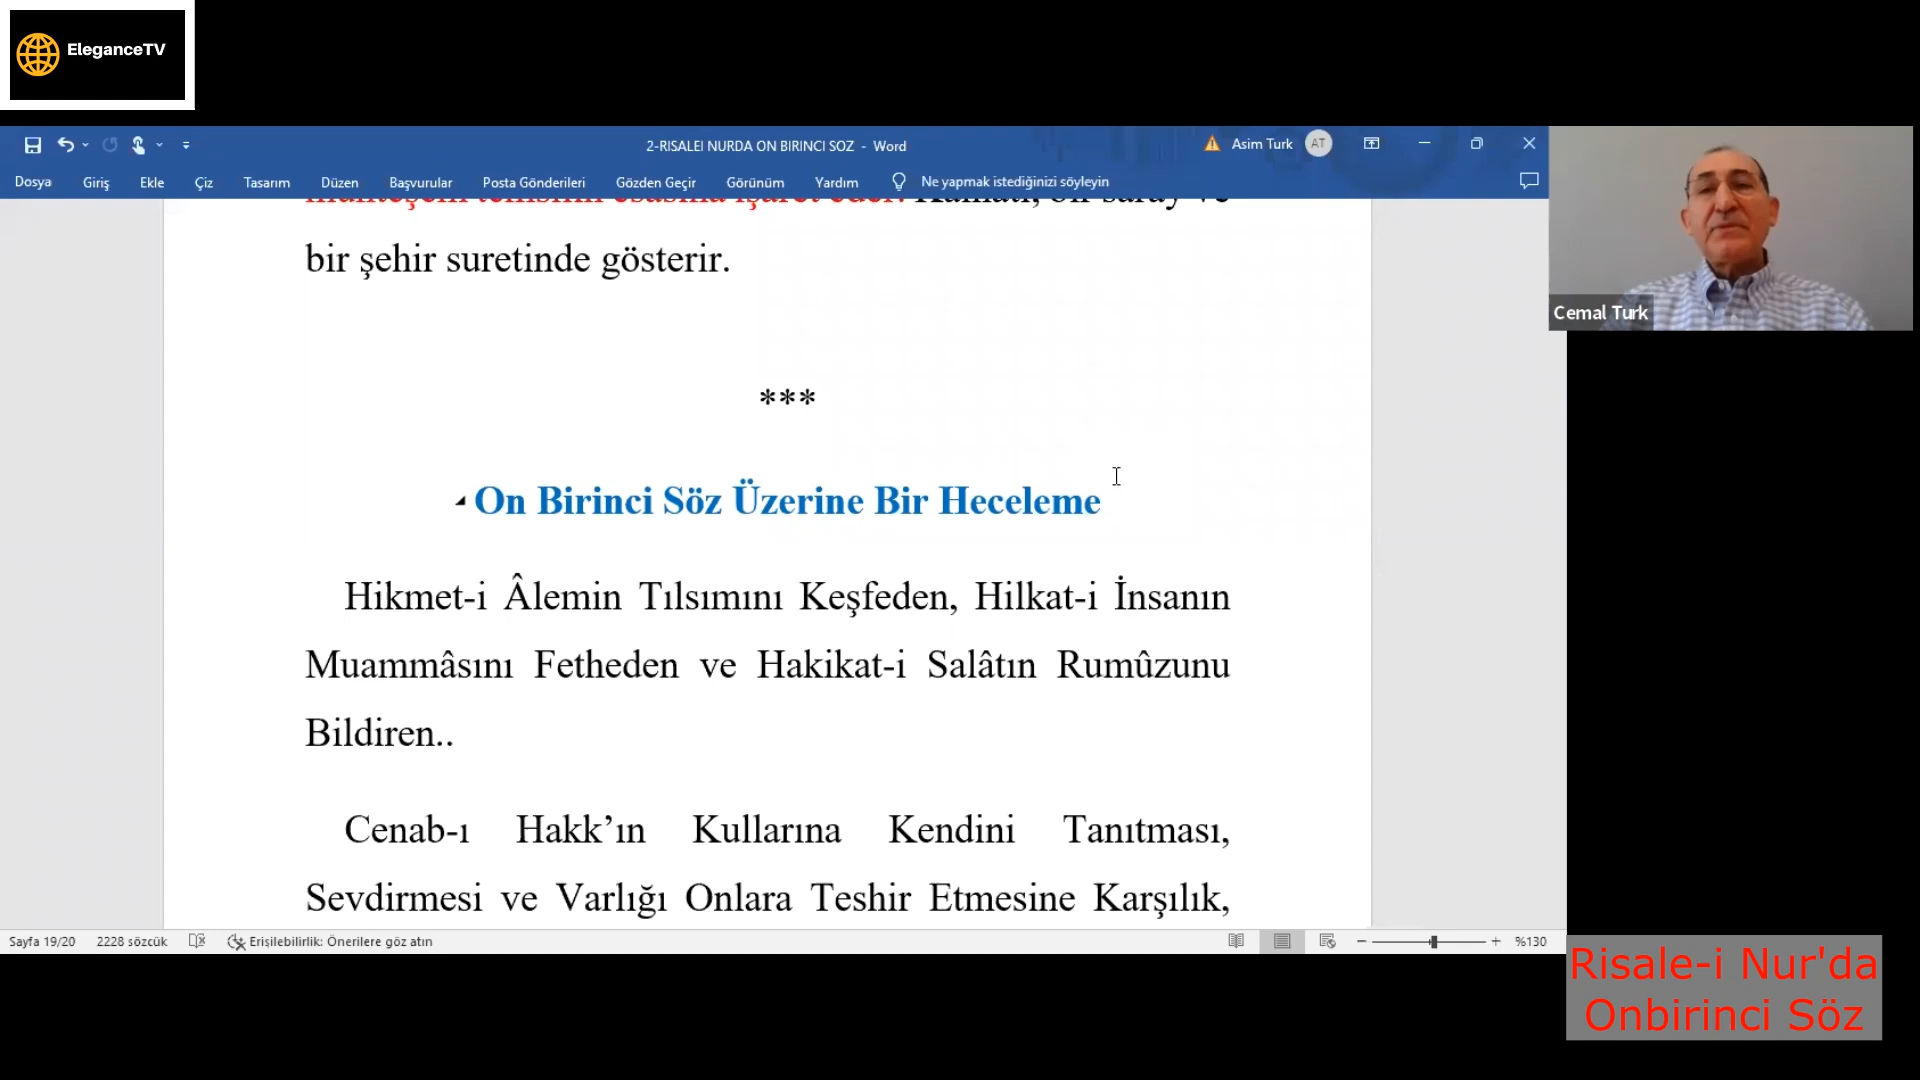 EleganceTV
2-RISALEI NURDA ON BIRINCI SOZ - Word
Asim Turk AT
Dosya Giriş Ekle Çiz Tasarım Düzen Başvurular Posta Gönderileri Gözden Geçir Görünüm Yardım Ne yapmak istediğinizi söyleyin
bir şehir suretinde gösterir.
***
On Birinci Söz Üzerine Bir Heceleme
Hikmet-i Âlemin Tılsımını Keşfeden, Hilkat-i İnsanın
Muammâsını Fetheden ve Hakikat-i Salâtın Rumûzunu
Bildiren..
Cenab-ı Hakk’ın Kullarına Kendini Tanıtması,
Sevdirmesi ve Varlığı Onlara Teshir Etmesine Karşılık,
Cemal Turk
Sayfa 19/20 2228 sözcük Erişilebilirlik: Önerilere göz atın %130
Risale-i Nur'da
Onbirinci Söz